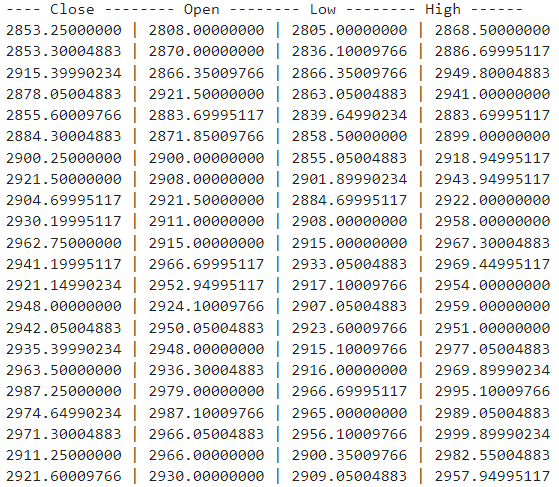 ---- Close -------- Open -------- Low -------- High ------
2853.25000000 | 2808.00000000 | 2805.00000000 | 2868.50000000
2853.30004883 | 2870.00000000 | 2836.10009766 | 2886.69995117
2915.39990234 | 2866.35009766 | 2866.35009766 | 2949.80004883
2878.05004883 | 2921.50000000 | 2863.05004883 | 2941.00000000
2855.60009766 | 2883.69995117 | 2839.64990234 | 2883.69995117
2884.30004883 | 2871.85009766 | 2858.50000000 | 2899.00000000
2900.25000000 | 2900.00000000 | 2855.05004883 | 2918.94995117
2921.50000000 | 2908.00000000 | 2901.89990234 | 2943.94995117
2904.69995117 | 2921.50000000 | 2884.69995117 | 2922.00000000
2930.19995117 | 2911.00000000 | 2908.00000000 | 2958.00000000
2962.75000000 | 2915.00000000 | 2915.00000000 | 2967.30004883
2941.19995117 | 2966.69995117 | 2933.05004883 | 2969.44995117
2921.14990234 | 2952.94995117 | 2917.10009766 | 2954.00000000
2948.00000000 | 2924.10009766 | 2907.05004883 | 2959.00000000
2942.05004883 | 2950.05004883 | 2923.60009766 | 2951.00000000
2935.39990234 | 2948.00000000 | 2915.10009766 | 2977.05004883
2963.50000000 | 2936.30004883 | 2916.00000000 | 2969.89990234
2987.25000000 | 2979.00000000 | 2966.69995117 | 2995.10009766
2974.64990234 | 2987.10009766 | 2965.00000000 | 2989.05004883
2971.30004883 | 2966.05004883 | 2956.10009766 | 2999.89990234
2911.25000000 | 2966.00000000 | 2900.35009766 | 2982.55004883
2921.60009766 | 2930.00000000 | 2909.05004883 | 2957.94995117